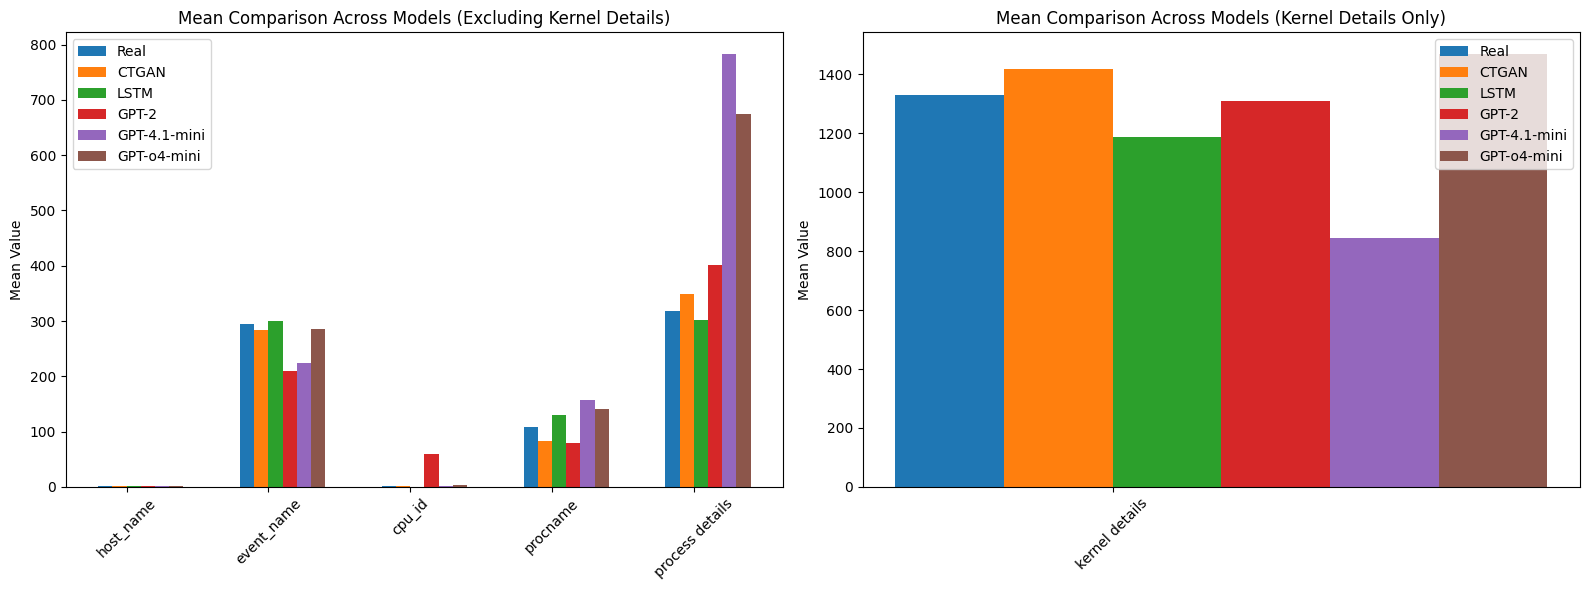 Mean Comparison Across Models (Excluding Kernel Details)
Real
CTGAN
LSTM
GPT-2
GPT-4.1-mini
GPT-o4-mini
Mean Value
800
700
600
500
400
300
200
100
0
host_name
event_name
cpu_id
procname
process details
Mean Comparison Across Models (Kernel Details Only)
Real
CTGAN
LSTM
GPT-2
GPT-4.1-mini
GPT-o4-mini
Mean Value
1400
1200
1000
800
600
400
200
0
kernel details